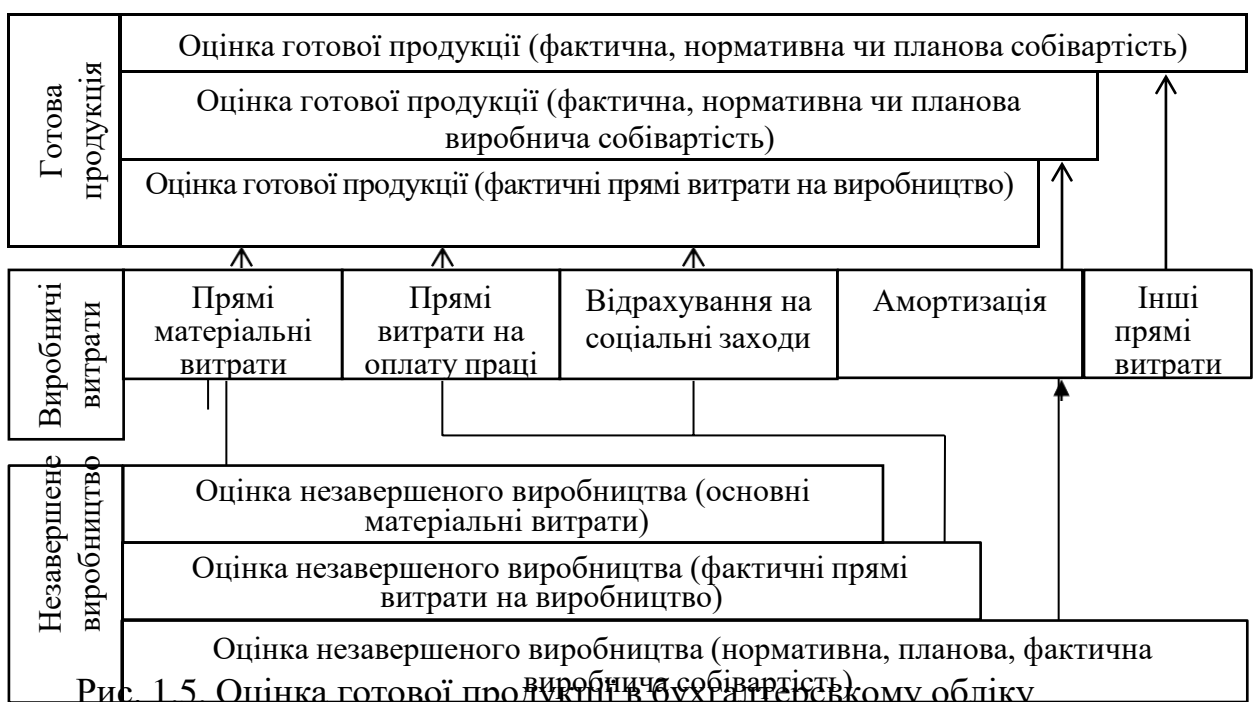 Готова
продукція
Оцінка готової продукції (фактична, нормативна чи планова собівартість)
Оцінка готової продукції (фактична, нормативна чи планова
виробнича собівартість)
Оцінка готової продукції (фактичні прямі витрати на виробництво)
Виробничі
витрати
Прямі
матеріальні
витрати
Прямі
витрати на
оплату праці
Відрахування на
соціальні заходи
Амортизація
Інші
прямі
витрати
Незавершене
виробництво
Оцінка незавершеного виробництва (основні
матеріальні витрати)
Оцінка незавершеного виробництва (фактичні прямі
витрати на виробництво)
Оцінка незавершеного виробництва (нормативна, планова, фактична
виробнича собівартість)
Рис. 1.5. Оцінка готової продукції в бухгалтерському обліку